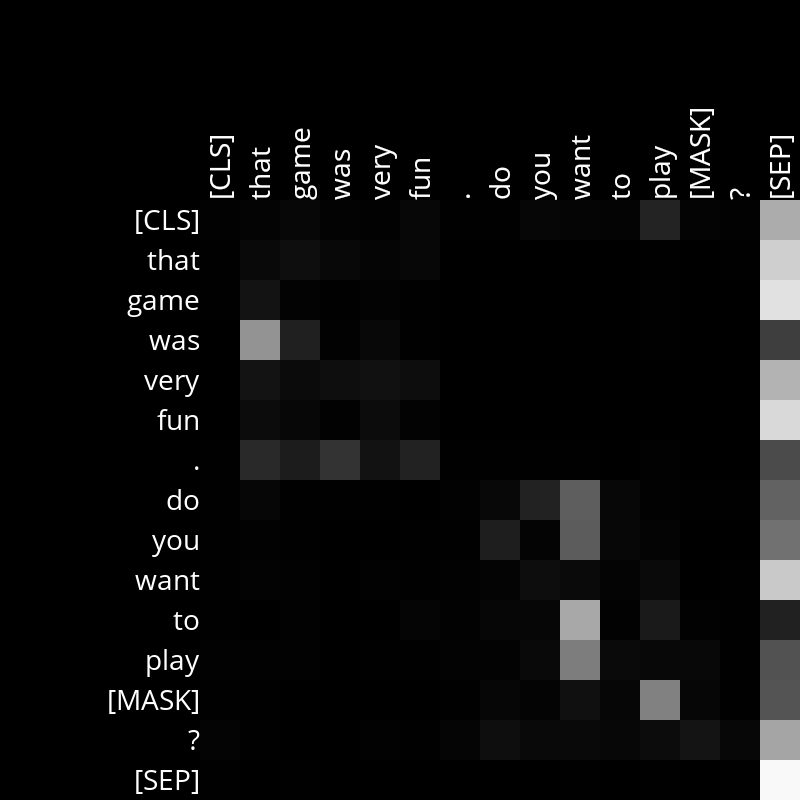 [CLS] that game was very fun . do you want to play [MASK] ? [SEP]
[CLS]
that
game
was
very
fun
.
do
you
want
to
play
[MASK]
?
[SEP]